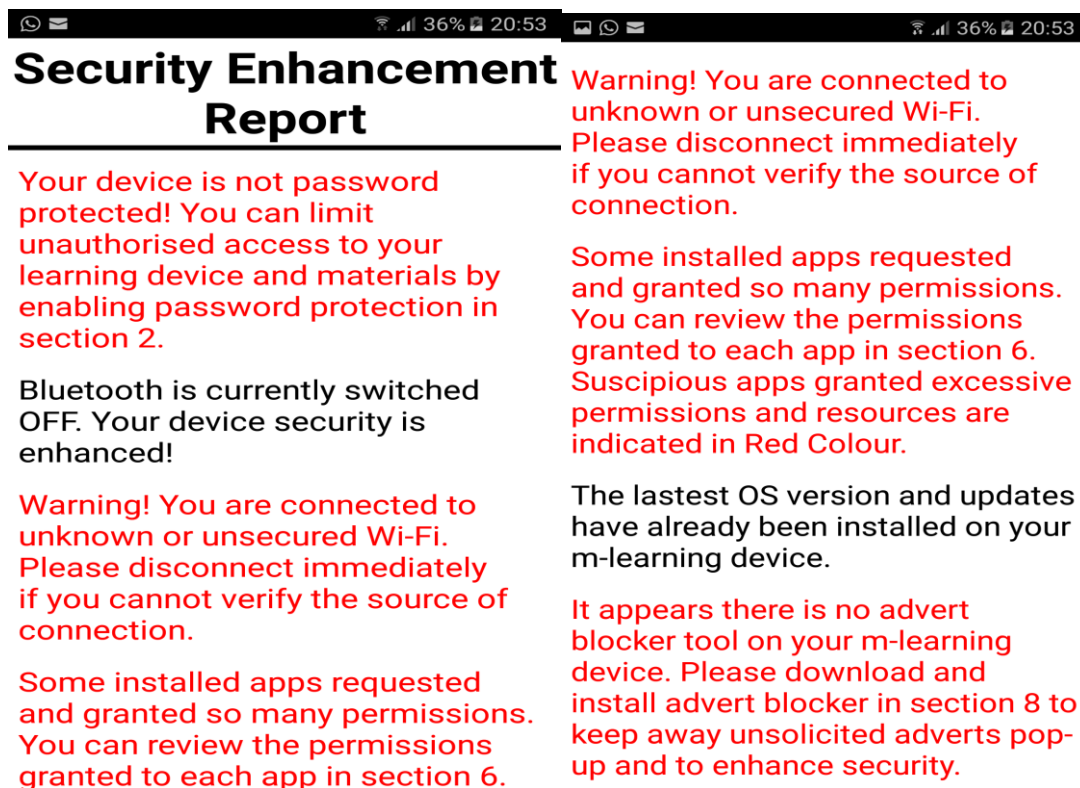 36% 20:53
Security Enhancement
Report
Your device is not password
protected! You can limit
unauthorised access to your
learning device and materials by
enabling password protection in
section 2.
Bluetooth is currently switched
OFF. Your device security is
enhanced!
Warning! You are connected to
unknown or unsecured Wi-Fi.
Please disconnect immediately
if you cannot verify the source of
connection.
Some installed apps requested
and granted so many permissions.
You can review the permissions
granted to each app in section 6.
36% 20:53
Warning! You are connected to
unknown or unsecured Wi-Fi.
Please disconnect immediately
if you cannot verify the source of
connection.
Some installed apps requested
and granted so many permissions.
You can review the permissions
granted to each app in section 6.
Suscipious apps granted excessive
permissions and resources are
indicated in Red Colour.
The lastest OS version and updates
have already been installed on your
m-learning device.
It appears there is no advert
blocker tool on your m-learning
device. Please download and
install advert blocker in section 8 to
keep away unsolicited adverts pop-
up and to enhance security.